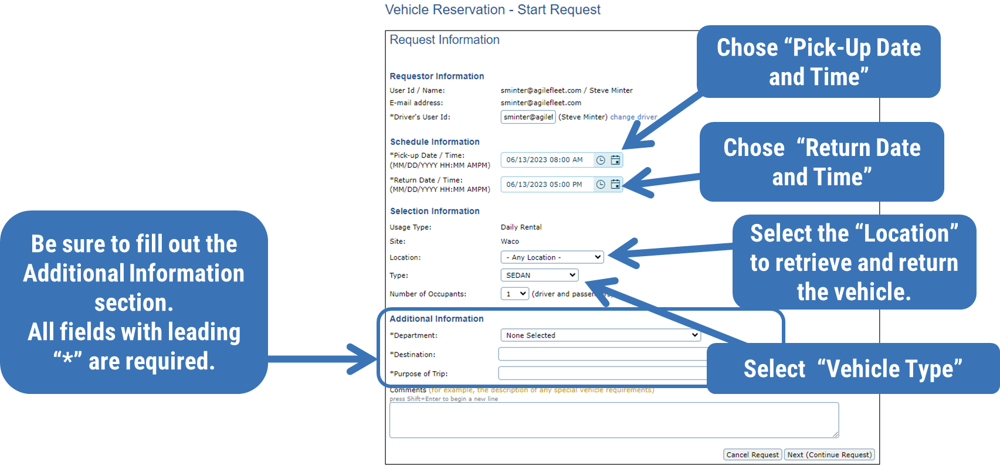 Vehicle Reservation - Start Request
Request Information
Requestor Information
User Id / Name: sminter@agilefleet.com / Steve Minter
E-mail address: sminter@agilefleet.com
*Driver's User Id: sminter@agilef (Steve Minter) change driver
Schedule Information
*Pick-up Date / Time: 06/13/2023 08:00 AM
(MM/DD/YYYY HH:MM AMPM)
*Return Date / Time: 06/13/2023 05:00 PM
(MM/DD/YYYY HH:MM AMPM)
Selection Information
Usage Type: Daily Rental
Site: Waco
Location: - Any Location -
Type: SEDAN
Number of Occupants: 1 (driver and passengers)
Additional Information
*Department: None Selected
*Destination:
*Purpose of Trip:
Comments (for example, the description of any special vehicle requirements)
press Shift+Enter to begin a new line
Cancel Request Next (Continue Request)
Chose “Pick-Up Date
and Time”
Chose “Return Date
and Time”
Select the “Location”
to retrieve and return
the vehicle.
Select “Vehicle Type”
Be sure to fill out the
Additional Information
section.
All fields with leading
“*” are required.